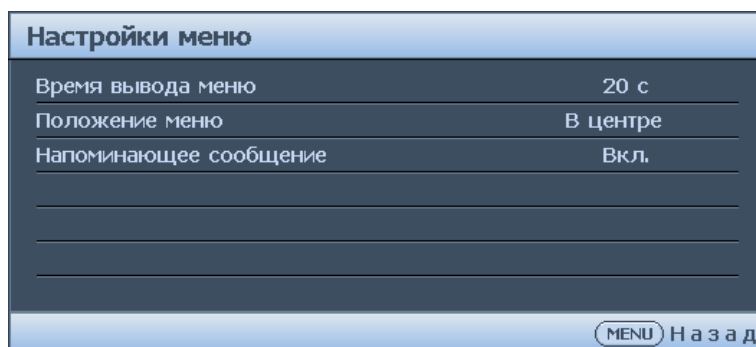 Настройки меню
Время вывода меню 20 с
Положение меню В центре
Напоминающее сообщение Вкл.
MENU Назад